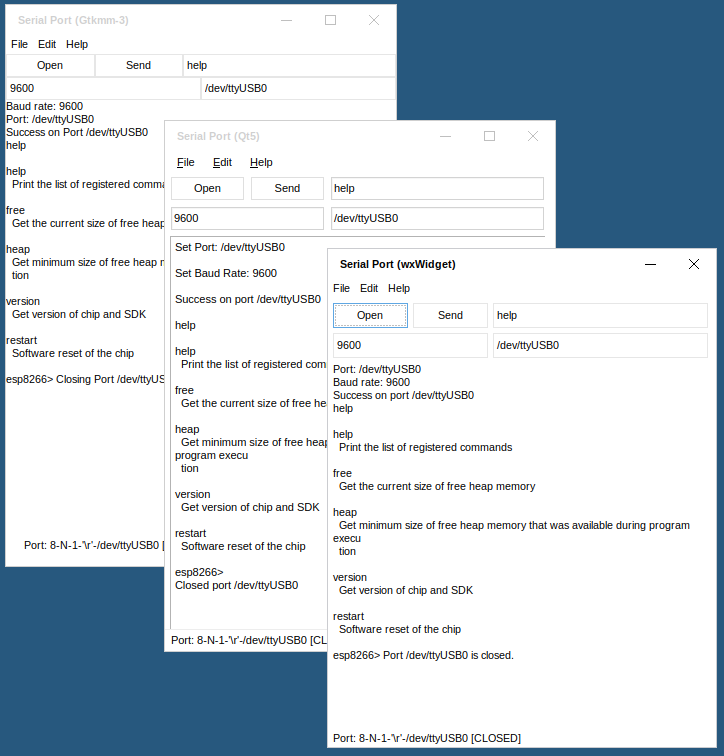 Serial Port (Gtkmm-3)
File Edit Help
Open Send help
9600 /dev/ttyUSB0
Baud rate: 9600
Port: /dev/ttyUSB0
Success on Port /dev/ttyUSB0
help
help
Print the list of registered comma
free
Get the current size of free heap
heap
Get minimum size of free heap
tion
version
Get version of chip and SDK
restart
Software reset of the chip
esp8266> Closing Port /dev/ttyUS
Port: 8-N-1-'\r'-/dev/ttyUSB0 [
Serial Port (Qt5)
File Edit Help
Open Send help
9600 /dev/ttyUSB0
Set Port: /dev/ttyUSB0
Set Baud Rate: 9600
Success on port /dev/ttyUSB0
help
help
Print the list of registered com
free
Get the current size of free hea
heap
Get minimum size of free heap
program execu
tion
version
Get version of chip and SDK
restart
Software reset of the chip
esp8266>
Closed port /dev/ttyUSB0
Port: 8-N-1-'\r'-/dev/ttyUSB0 [CL
Serial Port (wxWidget)
File Edit Help
Open Send help
9600 /dev/ttyUSB0
Port: /dev/ttyUSB0
Baud rate: 9600
Success on port /dev/ttyUSB0
help
help
Print the list of registered commands
free
Get the current size of free heap memory
heap
Get minimum size of free heap memory that was available during program
execu
tion
version
Get version of chip and SDK
restart
Software reset of the chip
esp8266> Port /dev/ttyUSB0 is closed.
Port: 8-N-1-'\r'-/dev/ttyUSB0 [CLOSED]